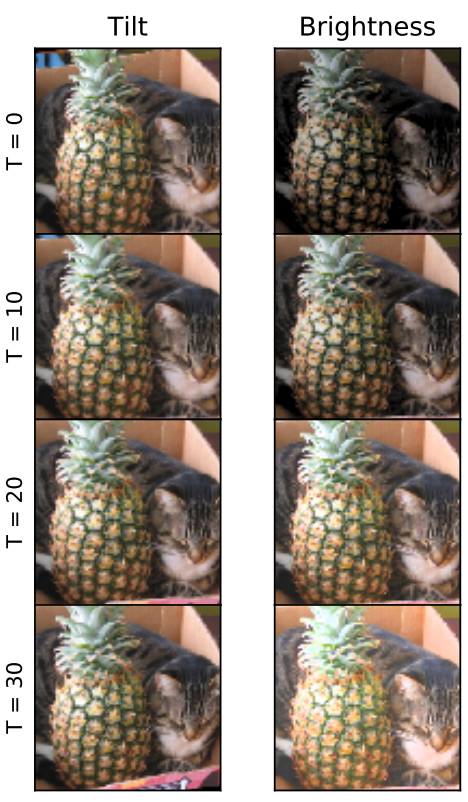 Tilt Brightness
T = 0
T = 10
T = 20
T = 30